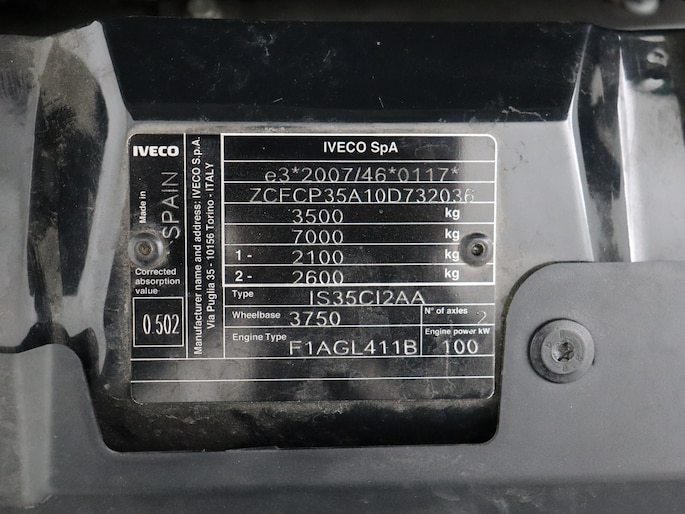 IVECO
Made in
SPAIN
Corrected
absorption
value
0.502
Manufacturer name and address: IVECO S.p.A.
Via Puglia 35 - 10156 Torino - ITALY
IVECO SpA
e3*2007/46*0117*
ZCFCP35A10D732036
3500 kg
7000 kg
1- 2100 kg
2- 2600 kg
Type IS35CI2AA
Wheelbase 3750 N° of axles 2
Engine Type F1AGL411B Engine power kW 100